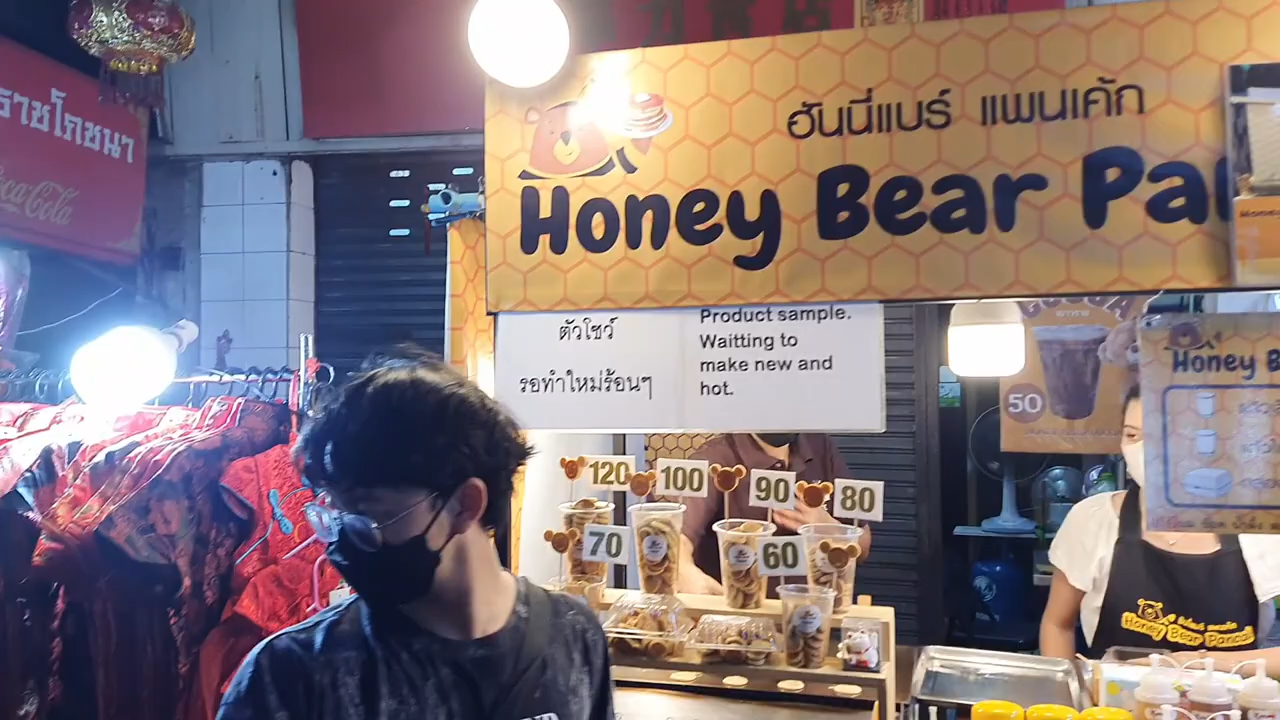 ราชโภชนา
Coca-Cola
ฮันนี่แบร์ แพนเค้ก
Honey Bear Pan
ตัวโชว์
รอทำใหม่ร้อนๆ
Product sample.
Waitting to
make new and
hot.
120
100
90
80
70
60
COCOA
50
Honey B
Honey Bear Pancake